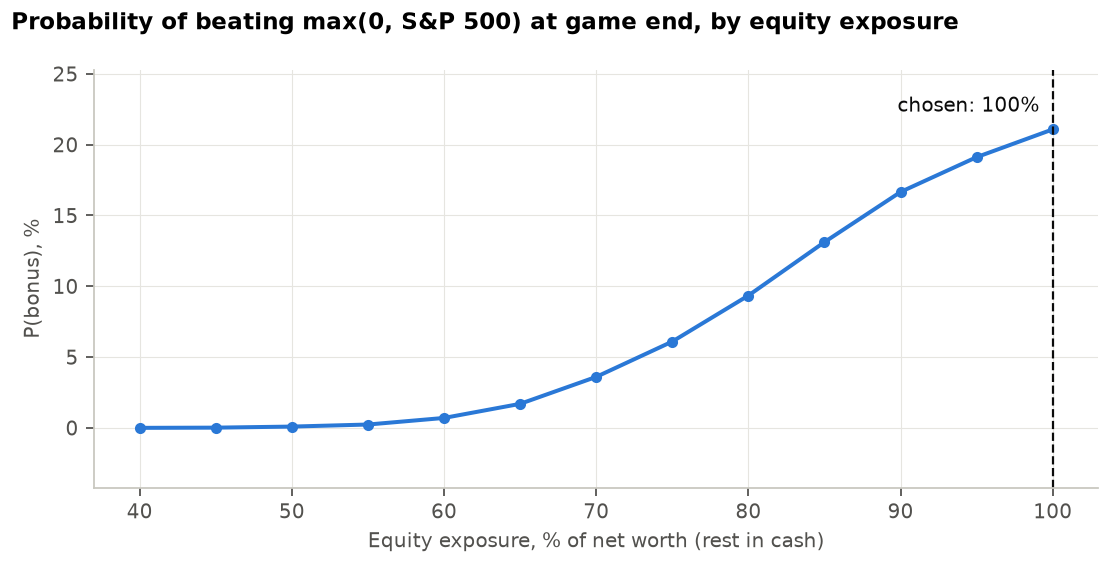 Probability of beating max(0, S&P 500) at game end, by equity exposure
25
20
15
10
5
0
P(bonus), %
chosen: 100%
40 50 60 70 80 90 100
Equity exposure, % of net worth (rest in cash)